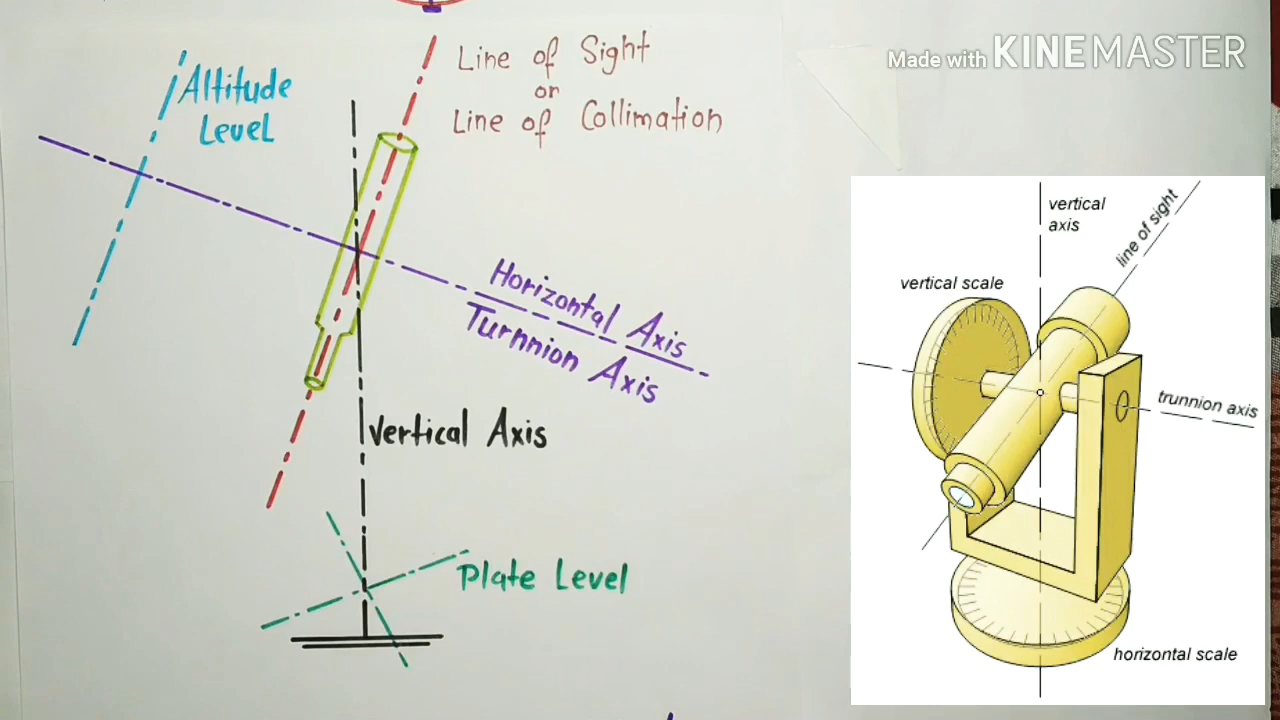 Made with KINEMASTER
Line of Sight
or
Line of Collimation
Altitude
Level
Horizontal Axis
Turnnion Axis
Vertical Axis
Plate Level
vertical
axis
line of sight
vertical scale
trunnion axis
horizontal scale